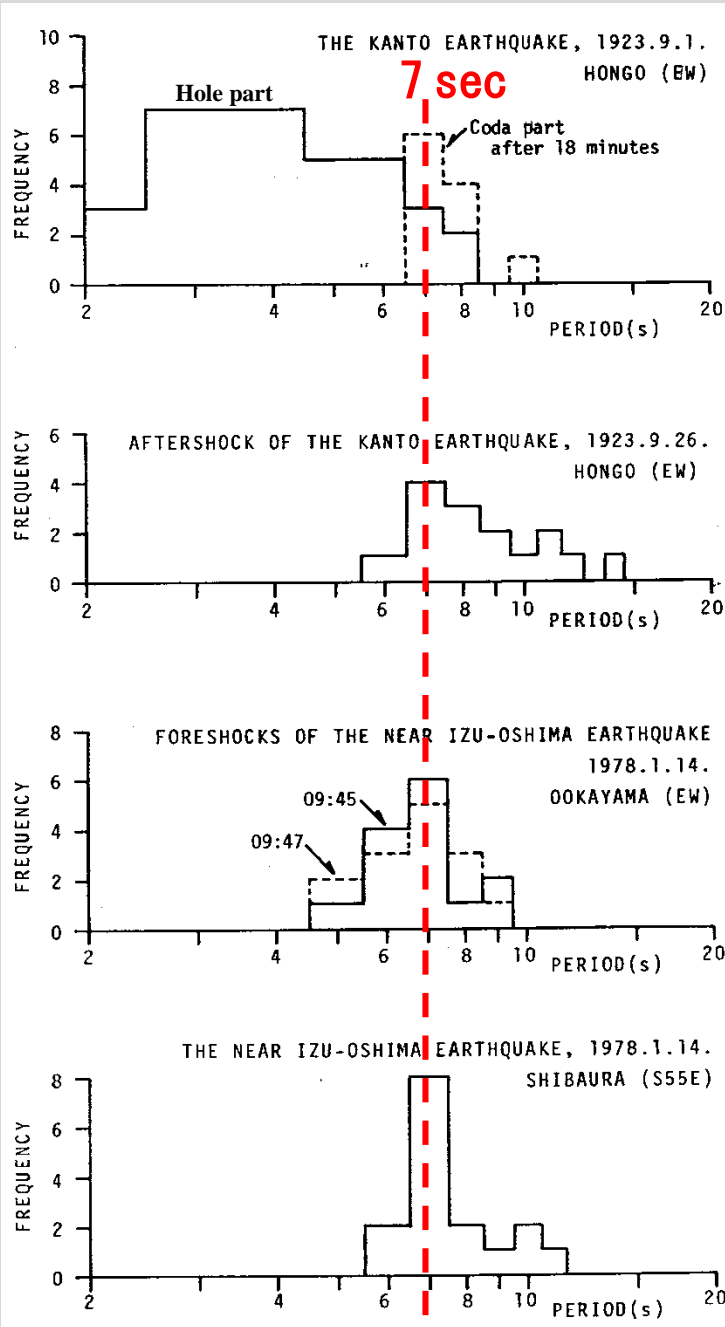 THE KANTO EARTHQUAKE, 1923.9.1.
HONGO (EW)
7 sec
Hole part
Coda part
after 18 minutes
FREQUENCY
10
8
6
4
2
0
2 4 6 8 10 20
PERIOD(s)
AFTERSHOCK OF THE KANTO EARTHQUAKE, 1923.9.26.
HONGO (EW)
FREQUENCY
6
4
2
0
2 4 6 8 10 20
PERIOD(s)
FORESHOCKS OF THE NEAR IZU-OSHIMA EARTHQUAKE
1978.1.14.
OOKAYAMA (EW)
09:45
09:47
FREQUENCY
8
6
4
2
0
2 4 6 8 10 20
PERIOD(s)
THE NEAR IZU-OSHIMA EARTHQUAKE, 1978.1.14.
SHIBAURA (S55E)
FREQUENCY
8
6
4
2
0
2 4 6 8 10 20
PERIOD(s)